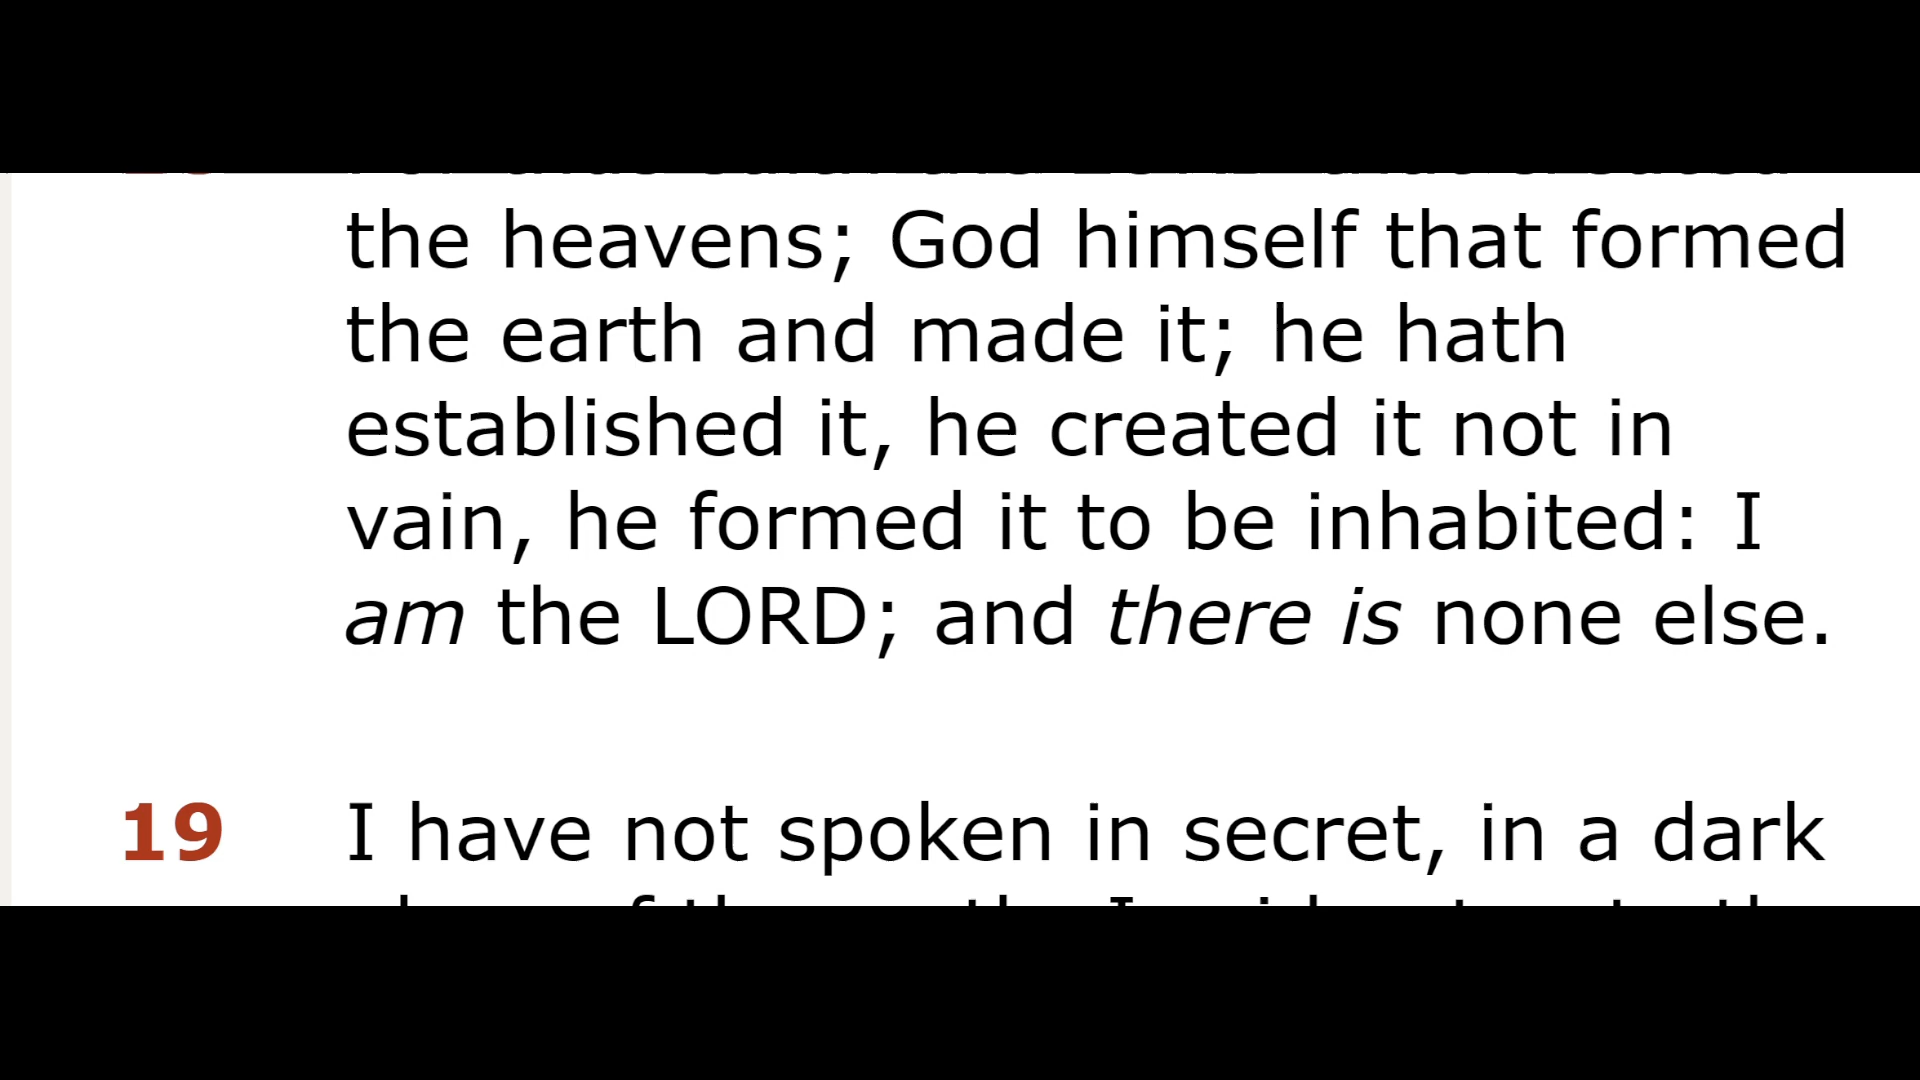 the heavens; God himself that formed
the earth and made it; he hath
established it, he created it not in
vain, he formed it to be inhabited: I
am the LORD; and there is none else.
19 I have not spoken in secret, in a dark